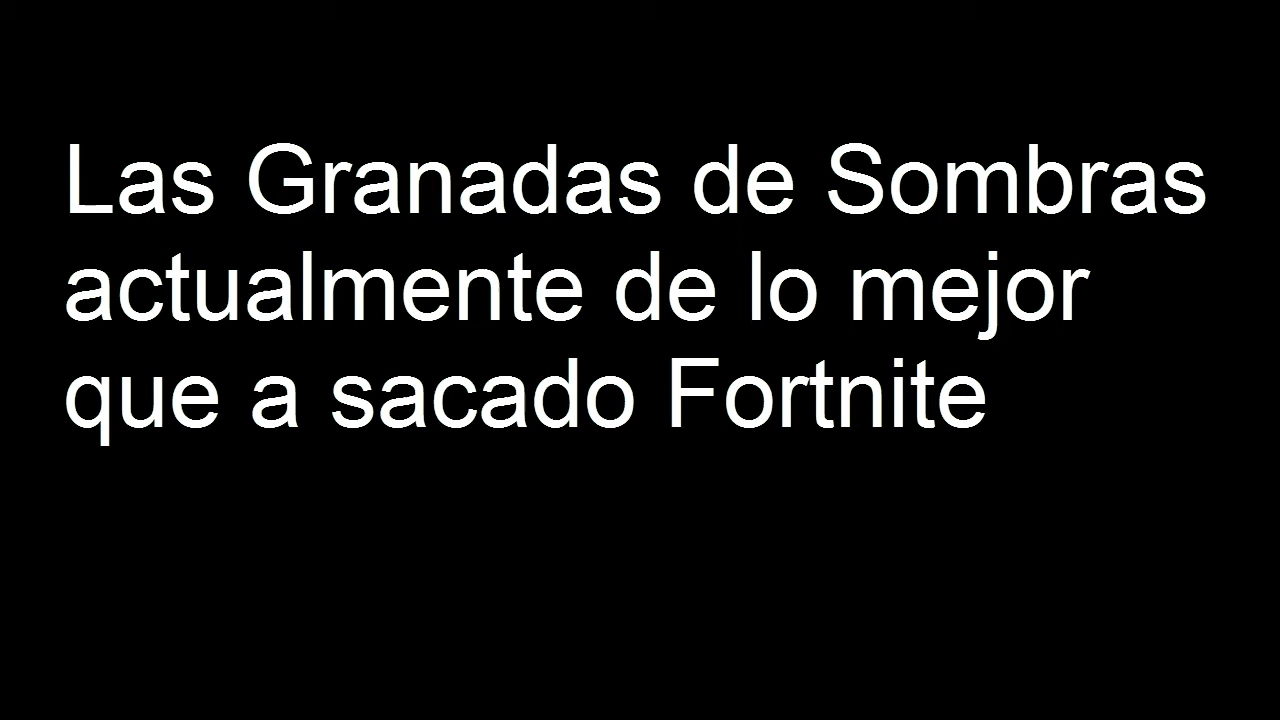 Las Granadas de Sombras
actualmente de lo mejor
que a sacado Fortnite